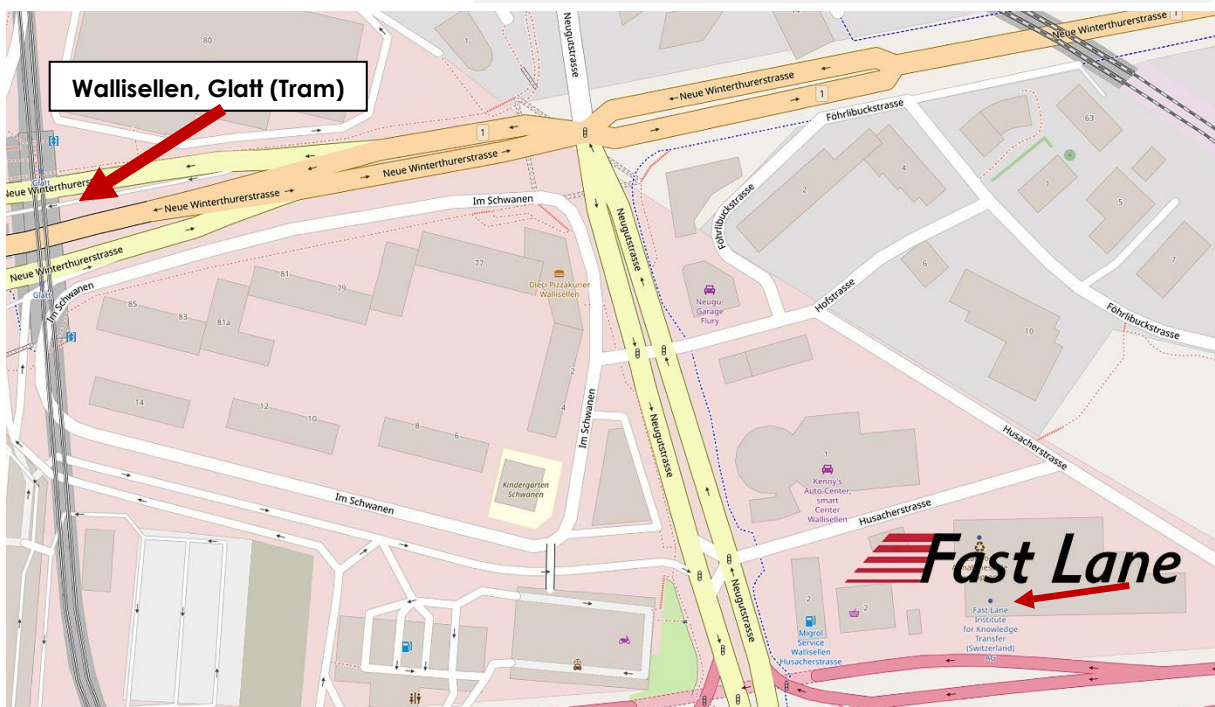 80
1
Neugutstrasse
Neue Winterthurerstrasse
1
Wallisellen, Glatt (Tram)
Neue Winterthurerstrasse
1
Föhrlibuckstrasse
63
1
Neue Winterthurerstrasse
Neue Winterthurerstrasse
4
Glatt
Neue Winterthurerstrasse
2
1
5
Im Schwanen
Neugutstrasse
Föhrlibuckstrasse
Neue Winterthurerstrasse
77
6
7
81
79
Dieci Pizzakurier
Wallisellen
Glatt
Im Schwanen
Neugu-
Garage
Flury
Hofstrasse
Föhrlibuckstrasse
85
83
81a
10
2
14
12
10
8
6
4
Im Schwanen
Neugutstrasse
Husacherstrasse
1
Kenny's
Auto-Center,
smart
Center
Wallisellen
Kindergarten
Schwanen
Im Schwanen
Husacherstrasse
Fast Lane
Neugutstrasse
2
2
Fast Lane
Institute
for Knowledge
Transfer
(Switzerland)
AG
Migrol
Service
Wallisellen
Husacherstrasse